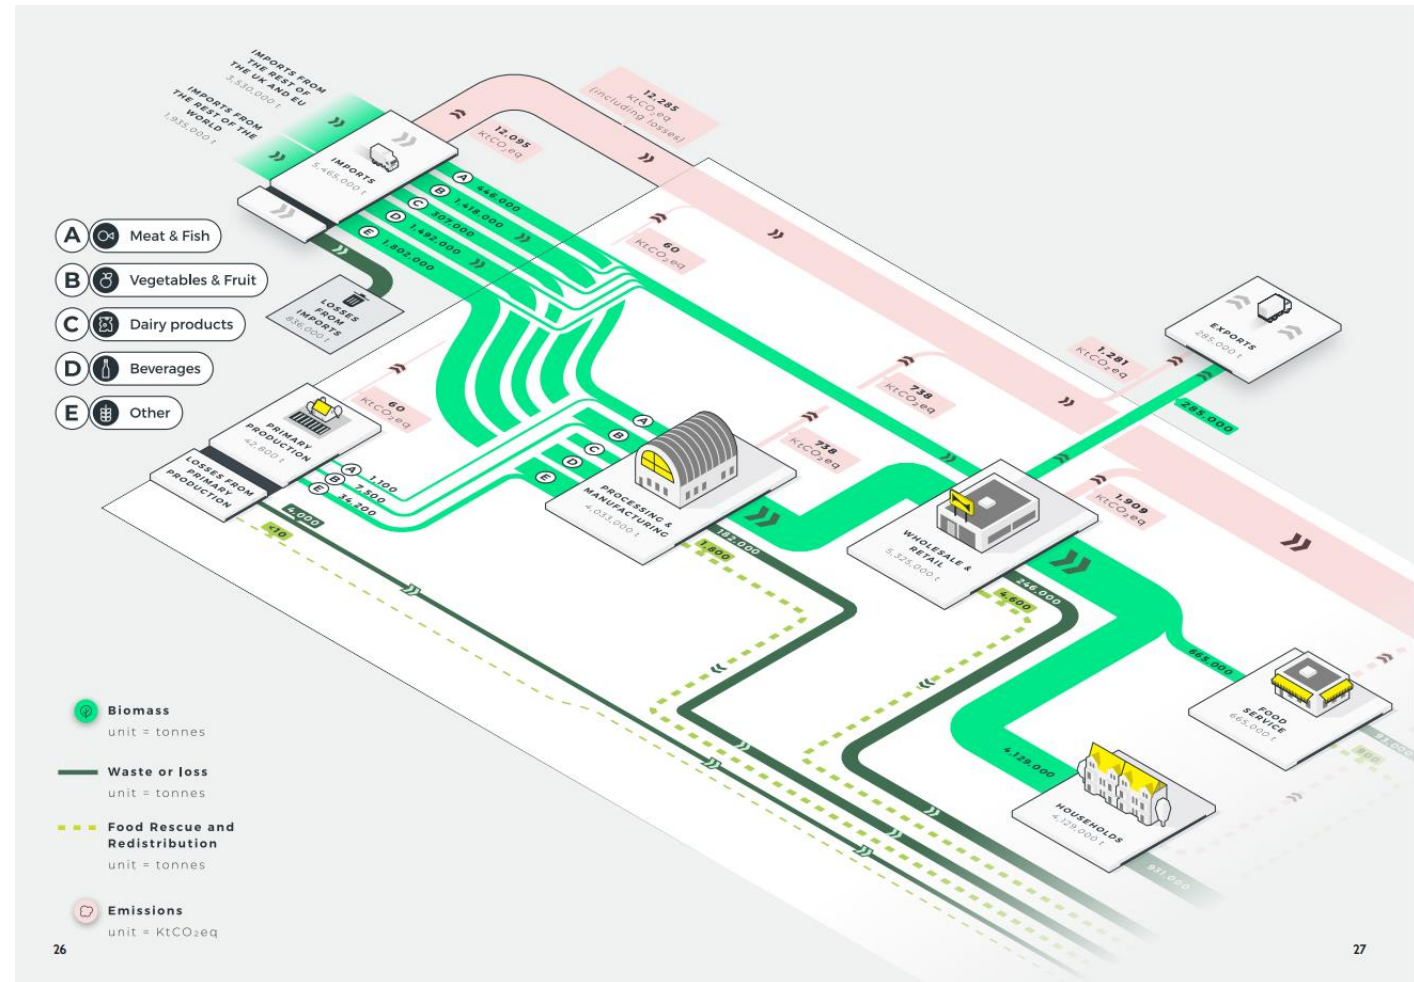 IMPORTS FROM
THE REST OF
THE UK AND EU
3,530,000 t
IMPORTS FROM
THE REST OF THE
WORLD
1,935,000 t
IMPORTS
5,465,000 t
12,095
KtCO₂eq
12,285
KtCO₂eq
(including losses)
A 446,000
B 1,418,000
C 307,000
D 1,492,000
E 1,802,000
LOSSES
FROM
IMPORTS
836,000 t
A Meat & Fish
B Vegetables & Fruit
C Dairy products
D Beverages
E Other
60
KtCO₂eq
60
KtCO₂eq
PRIMARY
PRODUCTION
42,800 t
LOSSES FROM
PRIMARY
PRODUCTION
A 1,100
B 7,500
E 34,200
4,000
<10
A
B
C
D
E
PROCESSING &
MANUFACTURING
4,033,000 t
738
KtCO₂eq
738
KtCO₂eq
182,000
1,800
EXPORTS
285,000 t
1,281
KtCO₂eq
285,000
WHOLESALE &
RETAIL
5,325,000 t
1,909
KtCO₂eq
246,000
4,600
665,000
FOOD
SERVICE
665,000 t
93,000
900
4,129,000
HOUSEHOLDS
4,129,000 t
931,000
Biomass
unit = tonnes
Waste or loss
unit = tonnes
Food Rescue and
Redistribution
unit = tonnes
Emissions
unit = KtCO₂eq
26
27